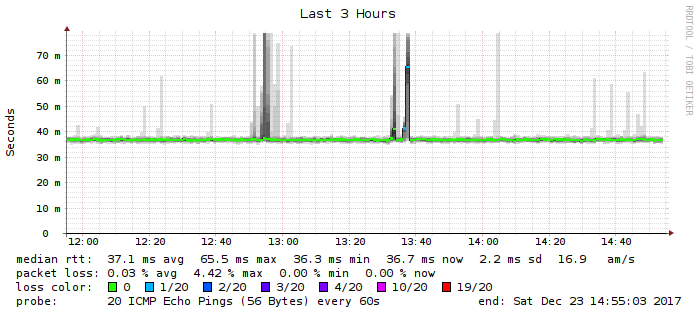 Last 3 Hours
RRDTOOL / TOBI OETIKER
Seconds
70 m
60 m
50 m
40 m
30 m
20 m
10 m
0
12:00 12:20 12:40 13:00 13:20 13:40 14:00 14:20 14:40
median rtt: 37.1 ms avg 65.5 ms max 36.3 ms min 36.7 ms now 2.2 ms sd 16.9 am/s
packet loss: 0.03 % avg 4.42 % max 0.00 % min 0.00 % now
loss color: 0 1/20 2/20 3/20 4/20 10/20 19/20
probe: 20 ICMP Echo Pings (56 Bytes) every 60s end: Sat Dec 23 14:55:03 2017